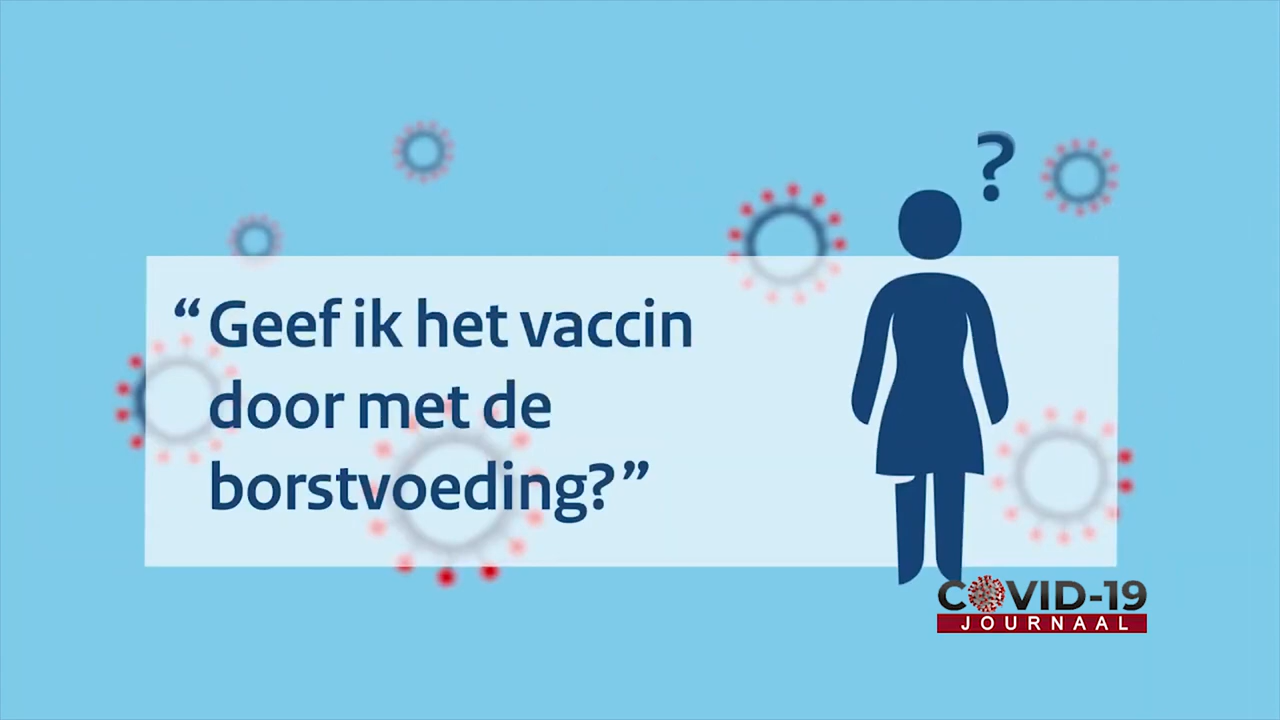 ?
“Geef ik het vaccin
door met de
borstvoeding?”
COVID-19
JOURNAAL